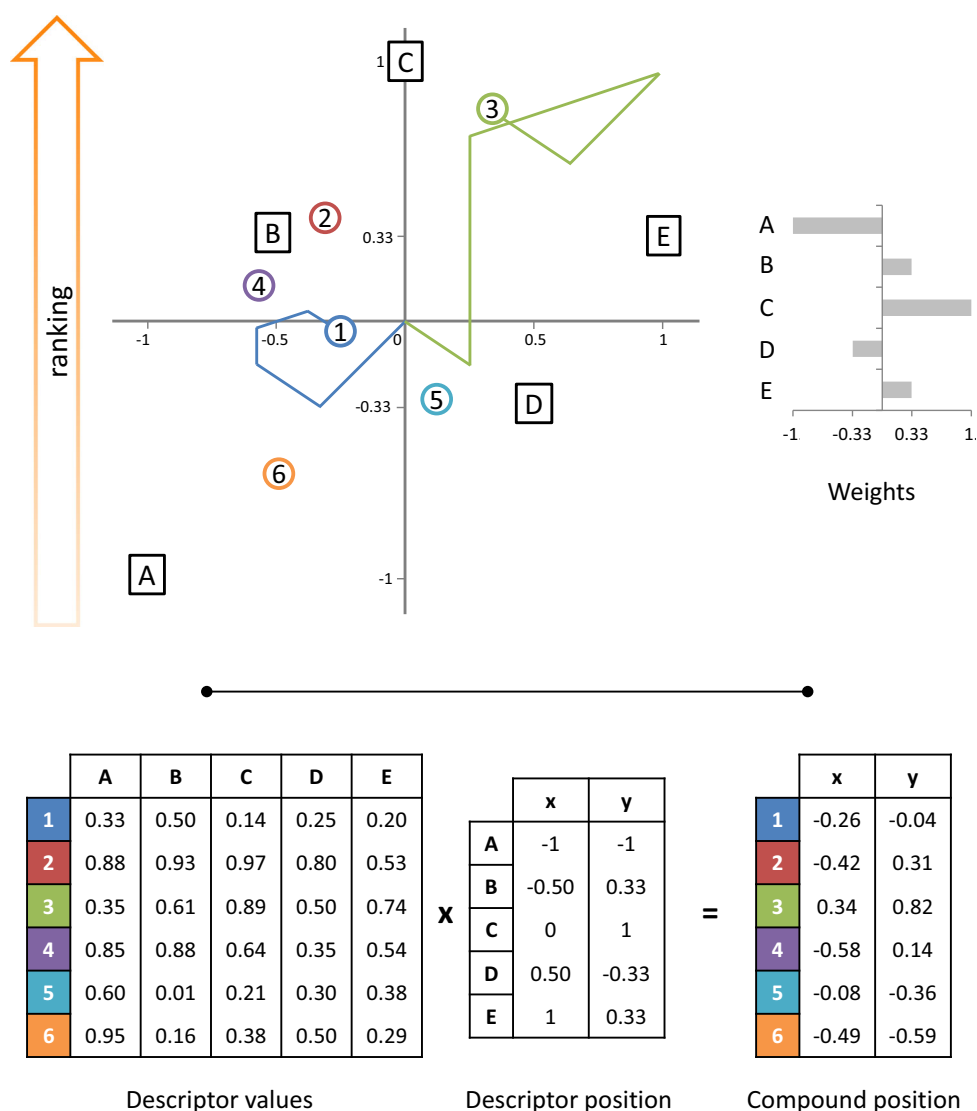 ranking
C
1
3
2
B
E
0.33
4
1
-1
-0.5
0
0.5
1
5
D
-0.33
6
A
-1
A
B
C
D
E
-1.
-0.33
0.33
1.
Weights
A B C D E
1 0.33 0.50 0.14 0.25 0.20
2 0.88 0.93 0.97 0.80 0.53
3 0.35 0.61 0.89 0.50 0.74
4 0.85 0.88 0.64 0.35 0.54
5 0.60 0.01 0.21 0.30 0.38
6 0.95 0.16 0.38 0.50 0.29
Descriptor values
x
x y
A -1 -1
B -0.50 0.33
C 0 1
D 0.50 -0.33
E 1 0.33
Descriptor position
=
x y
1 -0.26 -0.04
2 -0.42 0.31
3 0.34 0.82
4 -0.58 0.14
5 -0.08 -0.36
6 -0.49 -0.59
Compound position